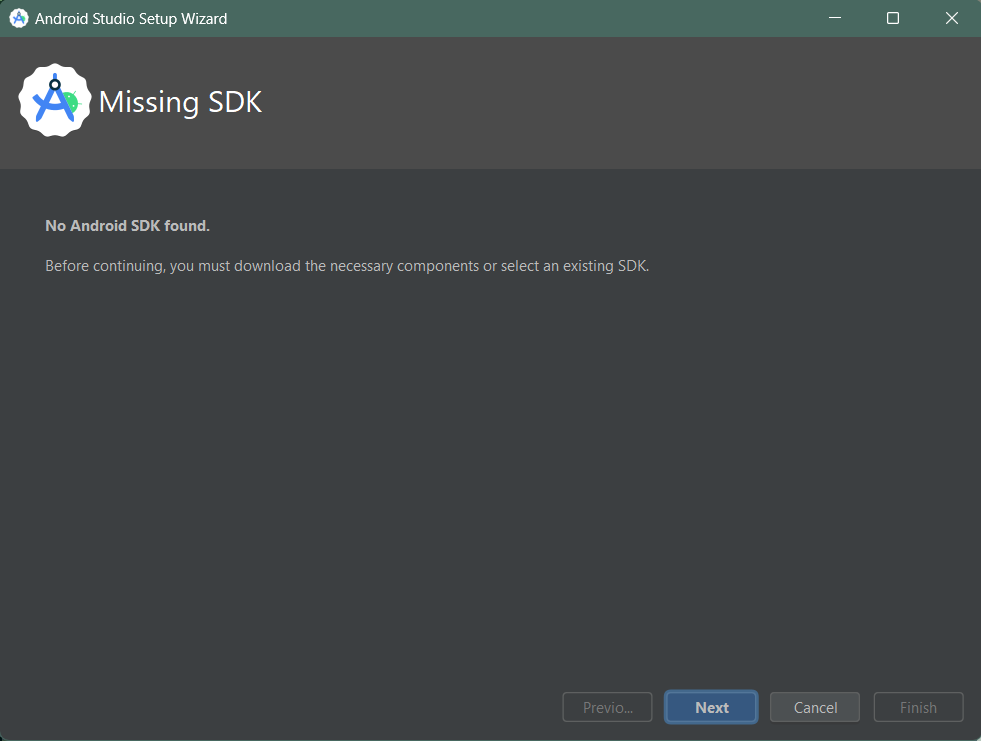 Android Studio Setup Wizard
Missing SDK
No Android SDK found.
Before continuing, you must download the necessary components or select an existing SDK.
Previo... Next Cancel Finish